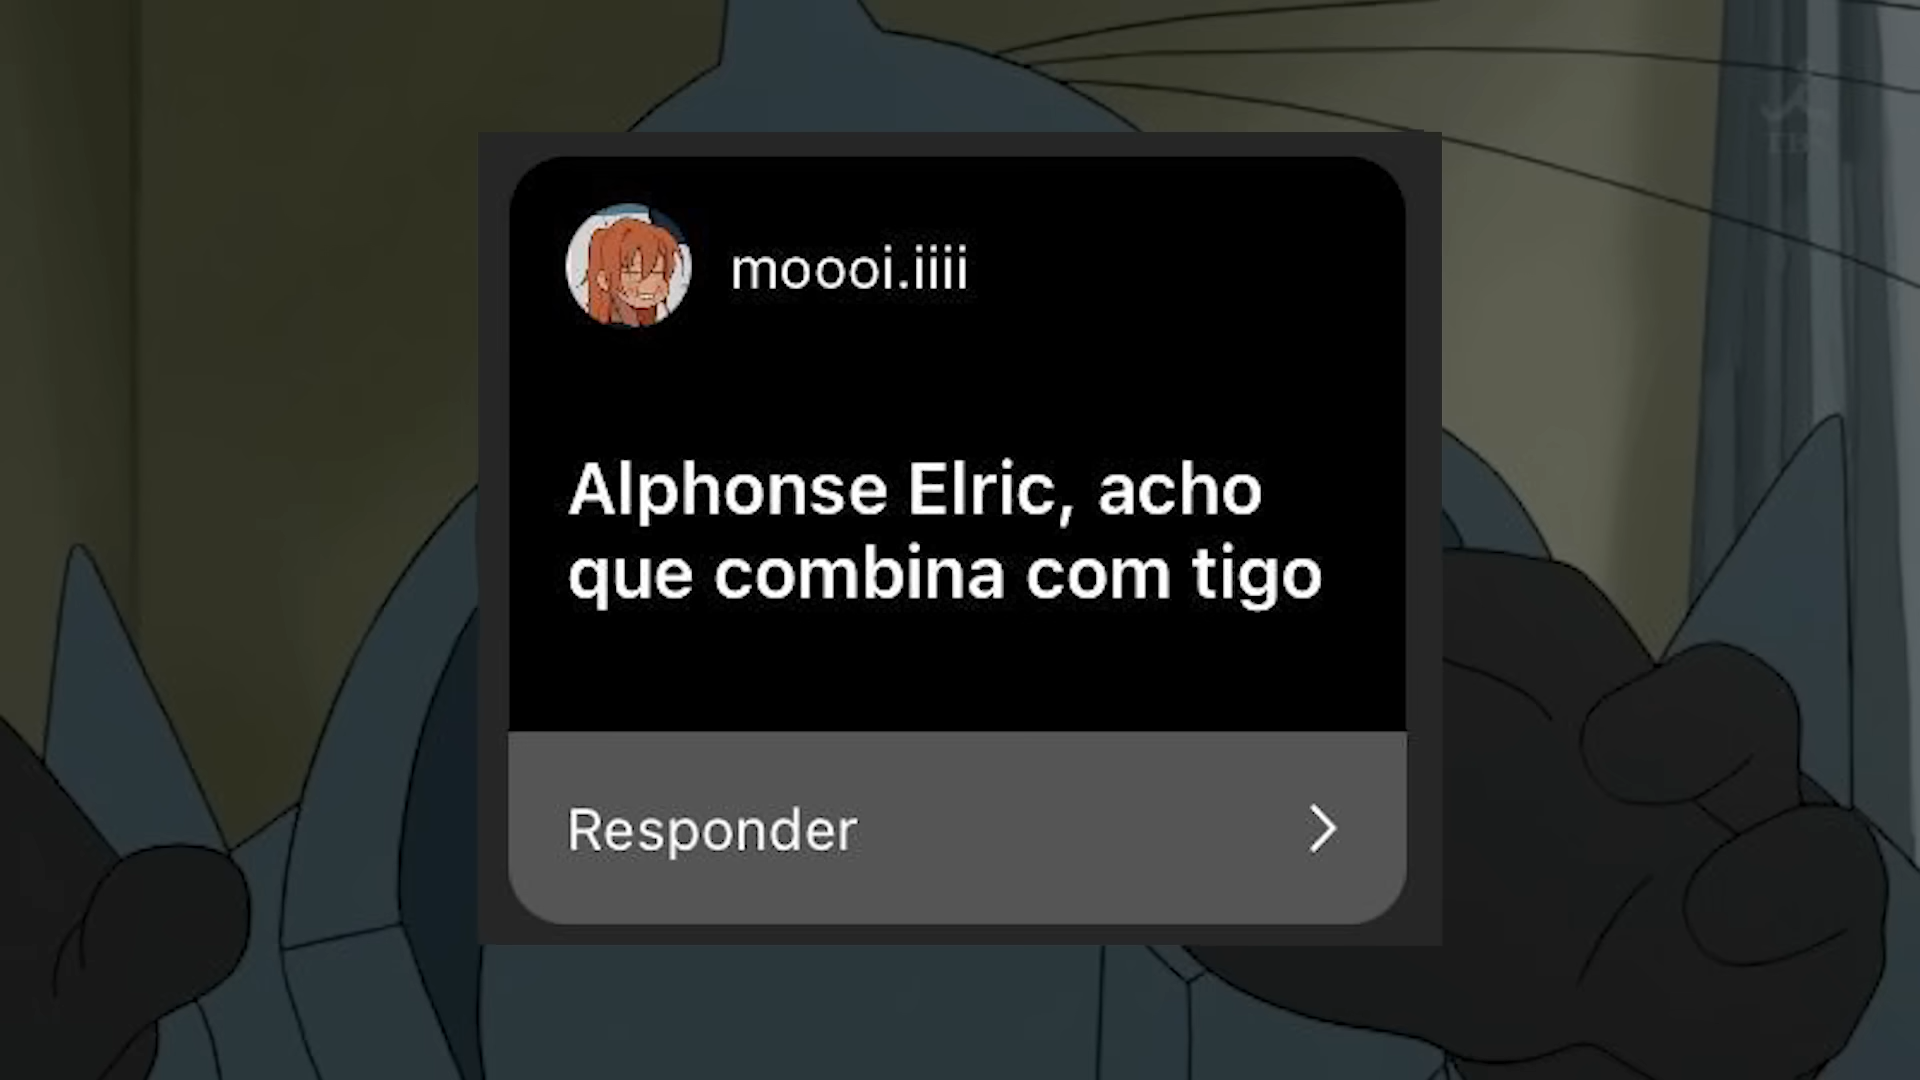 moooi.iiii
Alphonse Elric, acho
que combina com tigo
Responder